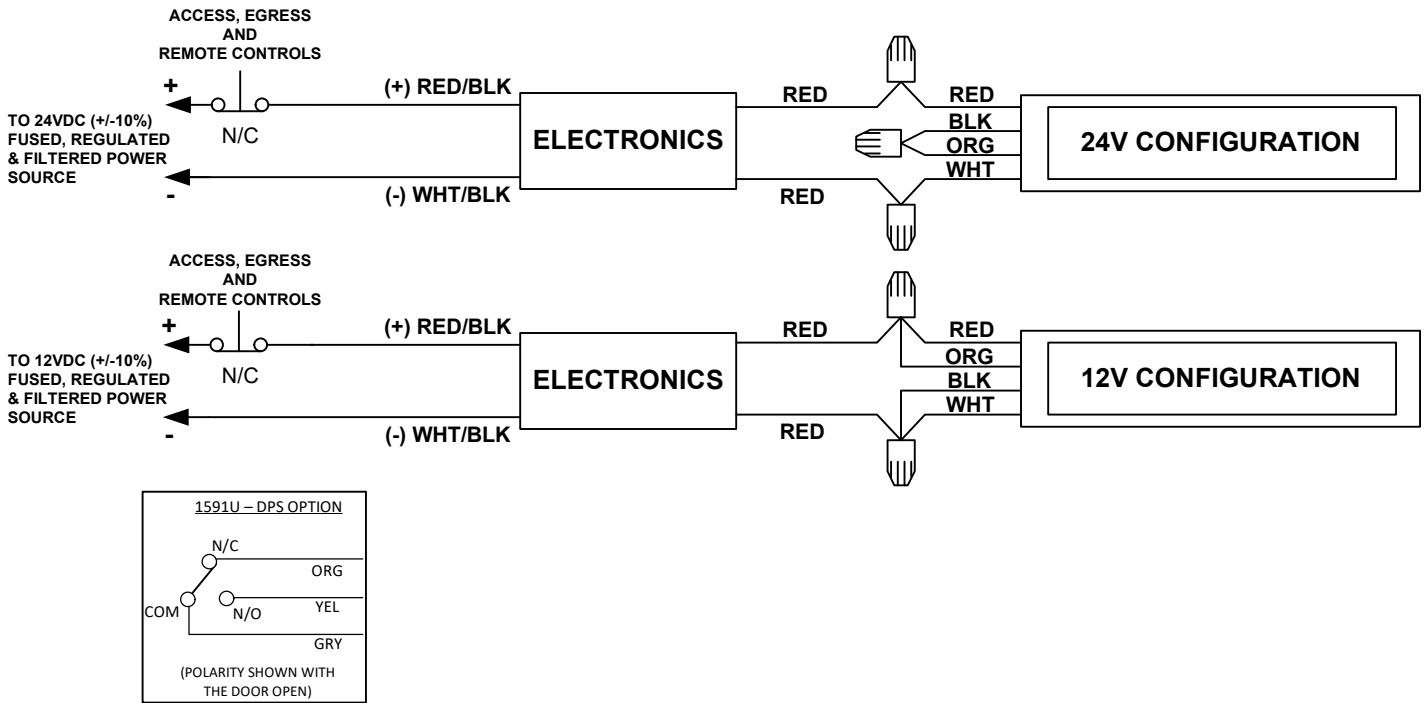 ACCESS, EGRESS
AND
REMOTE CONTROLS
+
(+) RED/BLK
RED
RED
TO 24VDC (+/-10%)
FUSED, REGULATED
& FILTERED POWER
SOURCE
N/C
ELECTRONICS
BLK
ORG
24V CONFIGURATION
WHT
-
(-) WHT/BLK
RED
ACCESS, EGRESS
AND
REMOTE CONTROLS
+
(+) RED/BLK
RED
RED
TO 12VDC (+/-10%)
FUSED, REGULATED
& FILTERED POWER
SOURCE
N/C
ELECTRONICS
ORG
BLK
12V CONFIGURATION
WHT
-
(-) WHT/BLK
RED
1591U – DPS OPTION
N/C
ORG
COM
N/O
YEL
GRY
(POLARITY SHOWN WITH
THE DOOR OPEN)